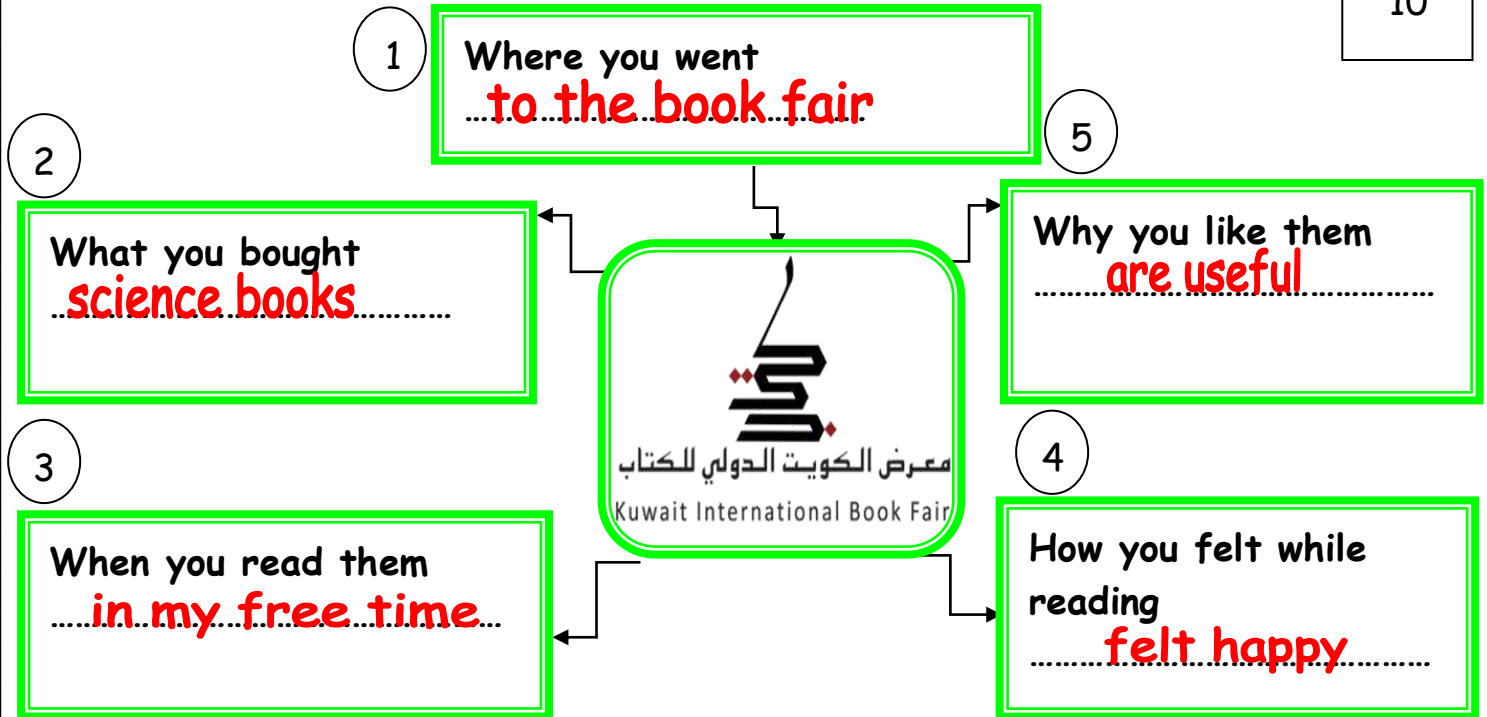 10
1
Where you went
to the book fair
2
What you bought
science books
3
When you read them
in my free time
4
How you felt while
reading
felt happy
5
Why you like them
are useful
معرض الكويت الدولي للكتاب
Kuwait International Book Fair